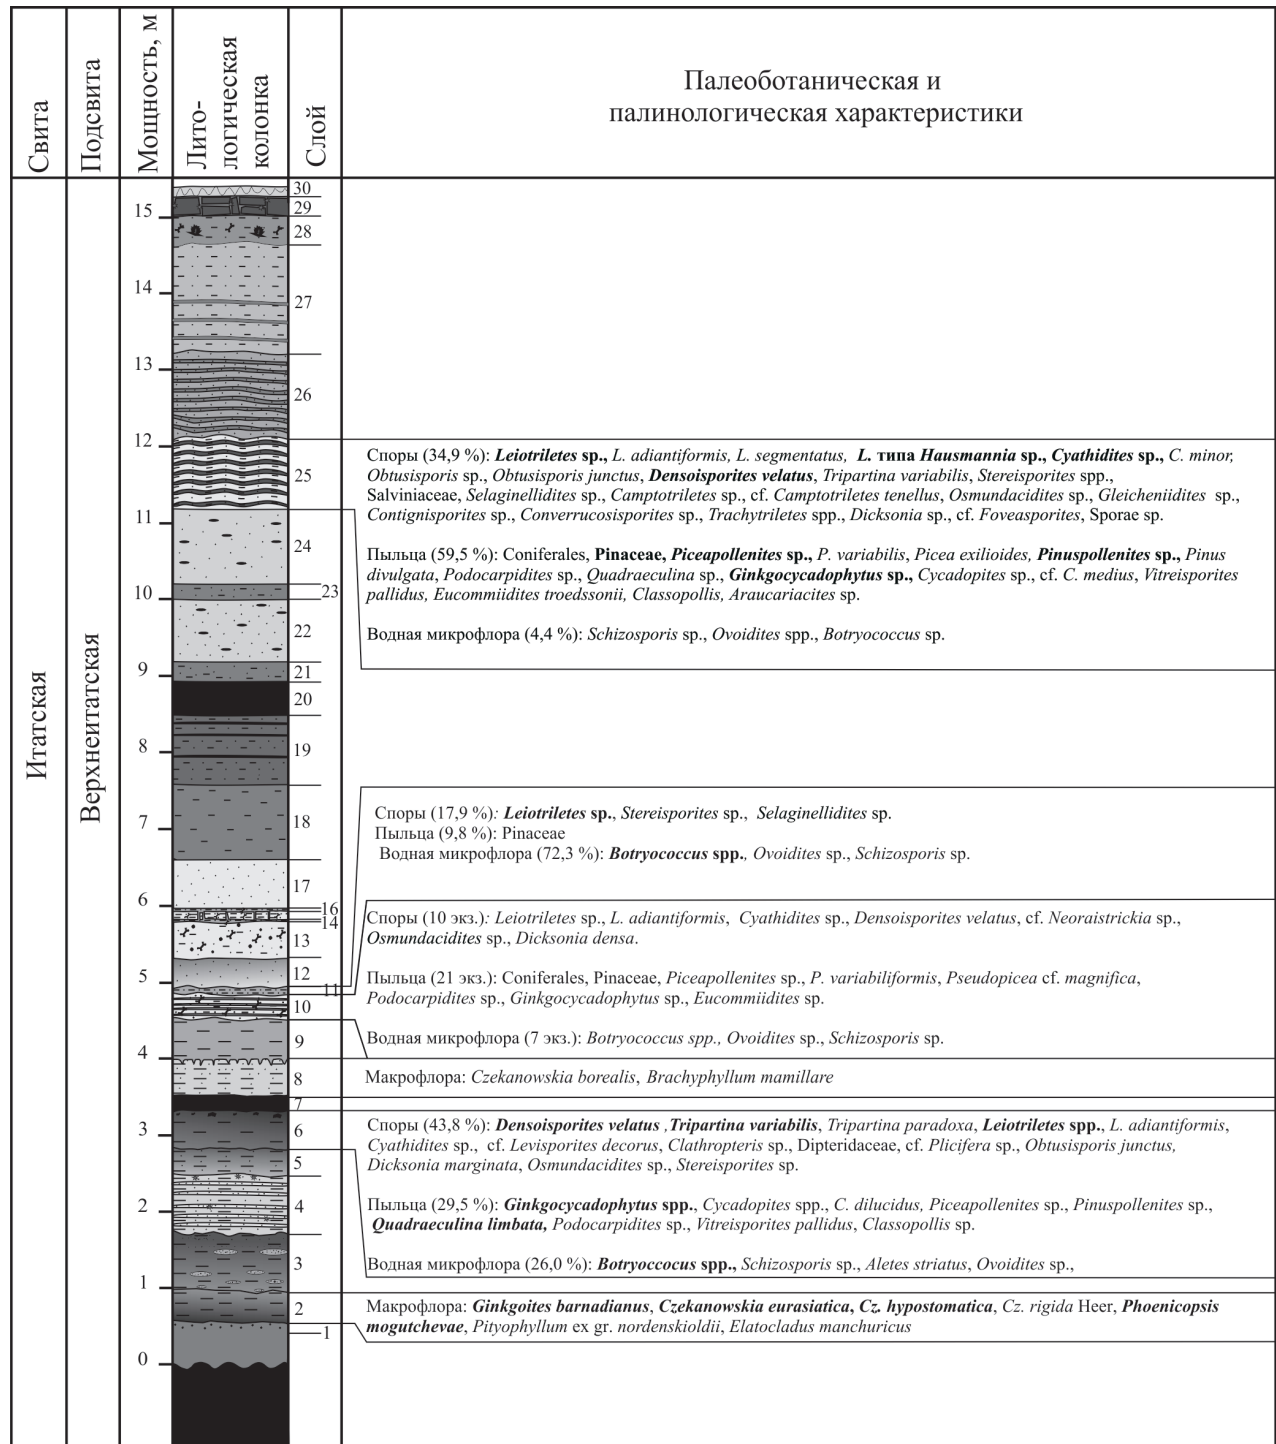 Свита
Подсвита
Мощность, м
Лито-
логическая
колонка
Слой
Палеоботаническая и
палинологическая характеристики
Итатская
Верхнеитатская
15
14
13
12
11
10
9
8
7
6
5
4
3
2
1
0
30
29
28
27
26
25
24
23
22
21
20
19
18
17
16
14
13
12
11
10
9
8
7
6
5
4
3
2
1
Споры (34,9 %): Leiotriletes sp., L. adiantiformis, L. segmentatus, L. типа Hausmannia sp., Cyathidites sp., C. minor,
Obtusisporis sp., Obtusisporis junctus, Densoisporites velatus, Tripartina variabilis, Stereisporites spp.,
Salviniaceae, Selaginellidites sp., Camptotriletes sp., cf. Camptotriletes tenellus, Osmundacidites sp., Gleicheniidites sp.,
Contignisporites sp., Converrucosisporites sp., Trachytriletes spp., Dicksonia sp., cf. Foveasporites, Sporae sp.
Пыльца (59,5 %): Coniferales, Pinaceae, Piceapollenites sp., P. variabilis, Picea exilioides, Pinuspollenites sp., Pinus
divulgata, Podocarpidites sp., Quadraeculina sp., Ginkgocycadophytus sp., Cycadopites sp., cf. C. medius, Vitreisporites
pallidus, Eucommiidites troedssonii, Classopollis, Araucariacites sp.
Водная микрофлора (4,4 %): Schizosporis sp., Ovoidites spp., Botryococcus sp.
Споры (17,9 %): Leiotriletes sp., Stereisporites sp., Selaginellidites sp.
Пыльца (9,8 %): Pinaceae
Водная микрофлора (72,3 %): Botryococcus spp., Ovoidites sp., Schizosporis sp.
Споры (10 экз.): Leiotriletes sp., L. adiantiformis, Cyathidites sp., Densoisporites velatus, cf. Neoraistrickia sp.,
Osmundacidites sp., Dicksonia densa.
Пыльца (21 экз.): Coniferales, Pinaceae, Piceapollenites sp., P. variabiliformis, Pseudopicea cf. magnifica,
Podocarpidites sp., Ginkgocycadophytus sp., Eucommiidites sp.
Водная микрофлора (7 экз.): Botryococcus spp., Ovoidites sp., Schizosporis sp.
Макрофлора: Czekanowskia borealis, Brachyphyllum mamillare
Споры (43,8 %): Densoisporites velatus ,Tripartina variabilis, Tripartina paradoxa, Leiotriletes spp., L. adiantiformis,
Cyathidites sp., cf. Levisporites decorus, Clathropteris sp., Dipteridaceae, cf. Plicifera sp., Obtusisporis junctus,
Dicksonia marginata, Osmundacidites sp., Stereisporites sp.
Пыльца (29,5 %): Ginkgocycadophytus spp., Cycadopites spp., C. dilucidus, Piceapollenites sp., Pinuspollenites sp.,
Quadraeculina limbata, Podocarpidites sp., Vitreisporites pallidus, Classopollis sp.
Водная микрофлора (26,0 %): Botryoccocus spp., Schizosporis sp., Aletes striatus, Ovoidites sp.,
Макрофлора: Ginkgoites barnadianus, Czekanowskia eurasiatica, Cz. hypostomatica, Cz. rigida Heer, Phoenicopsis
mogutchevae, Pityophyllum ex gr. nordenskioldii, Elatocladus manchuricus